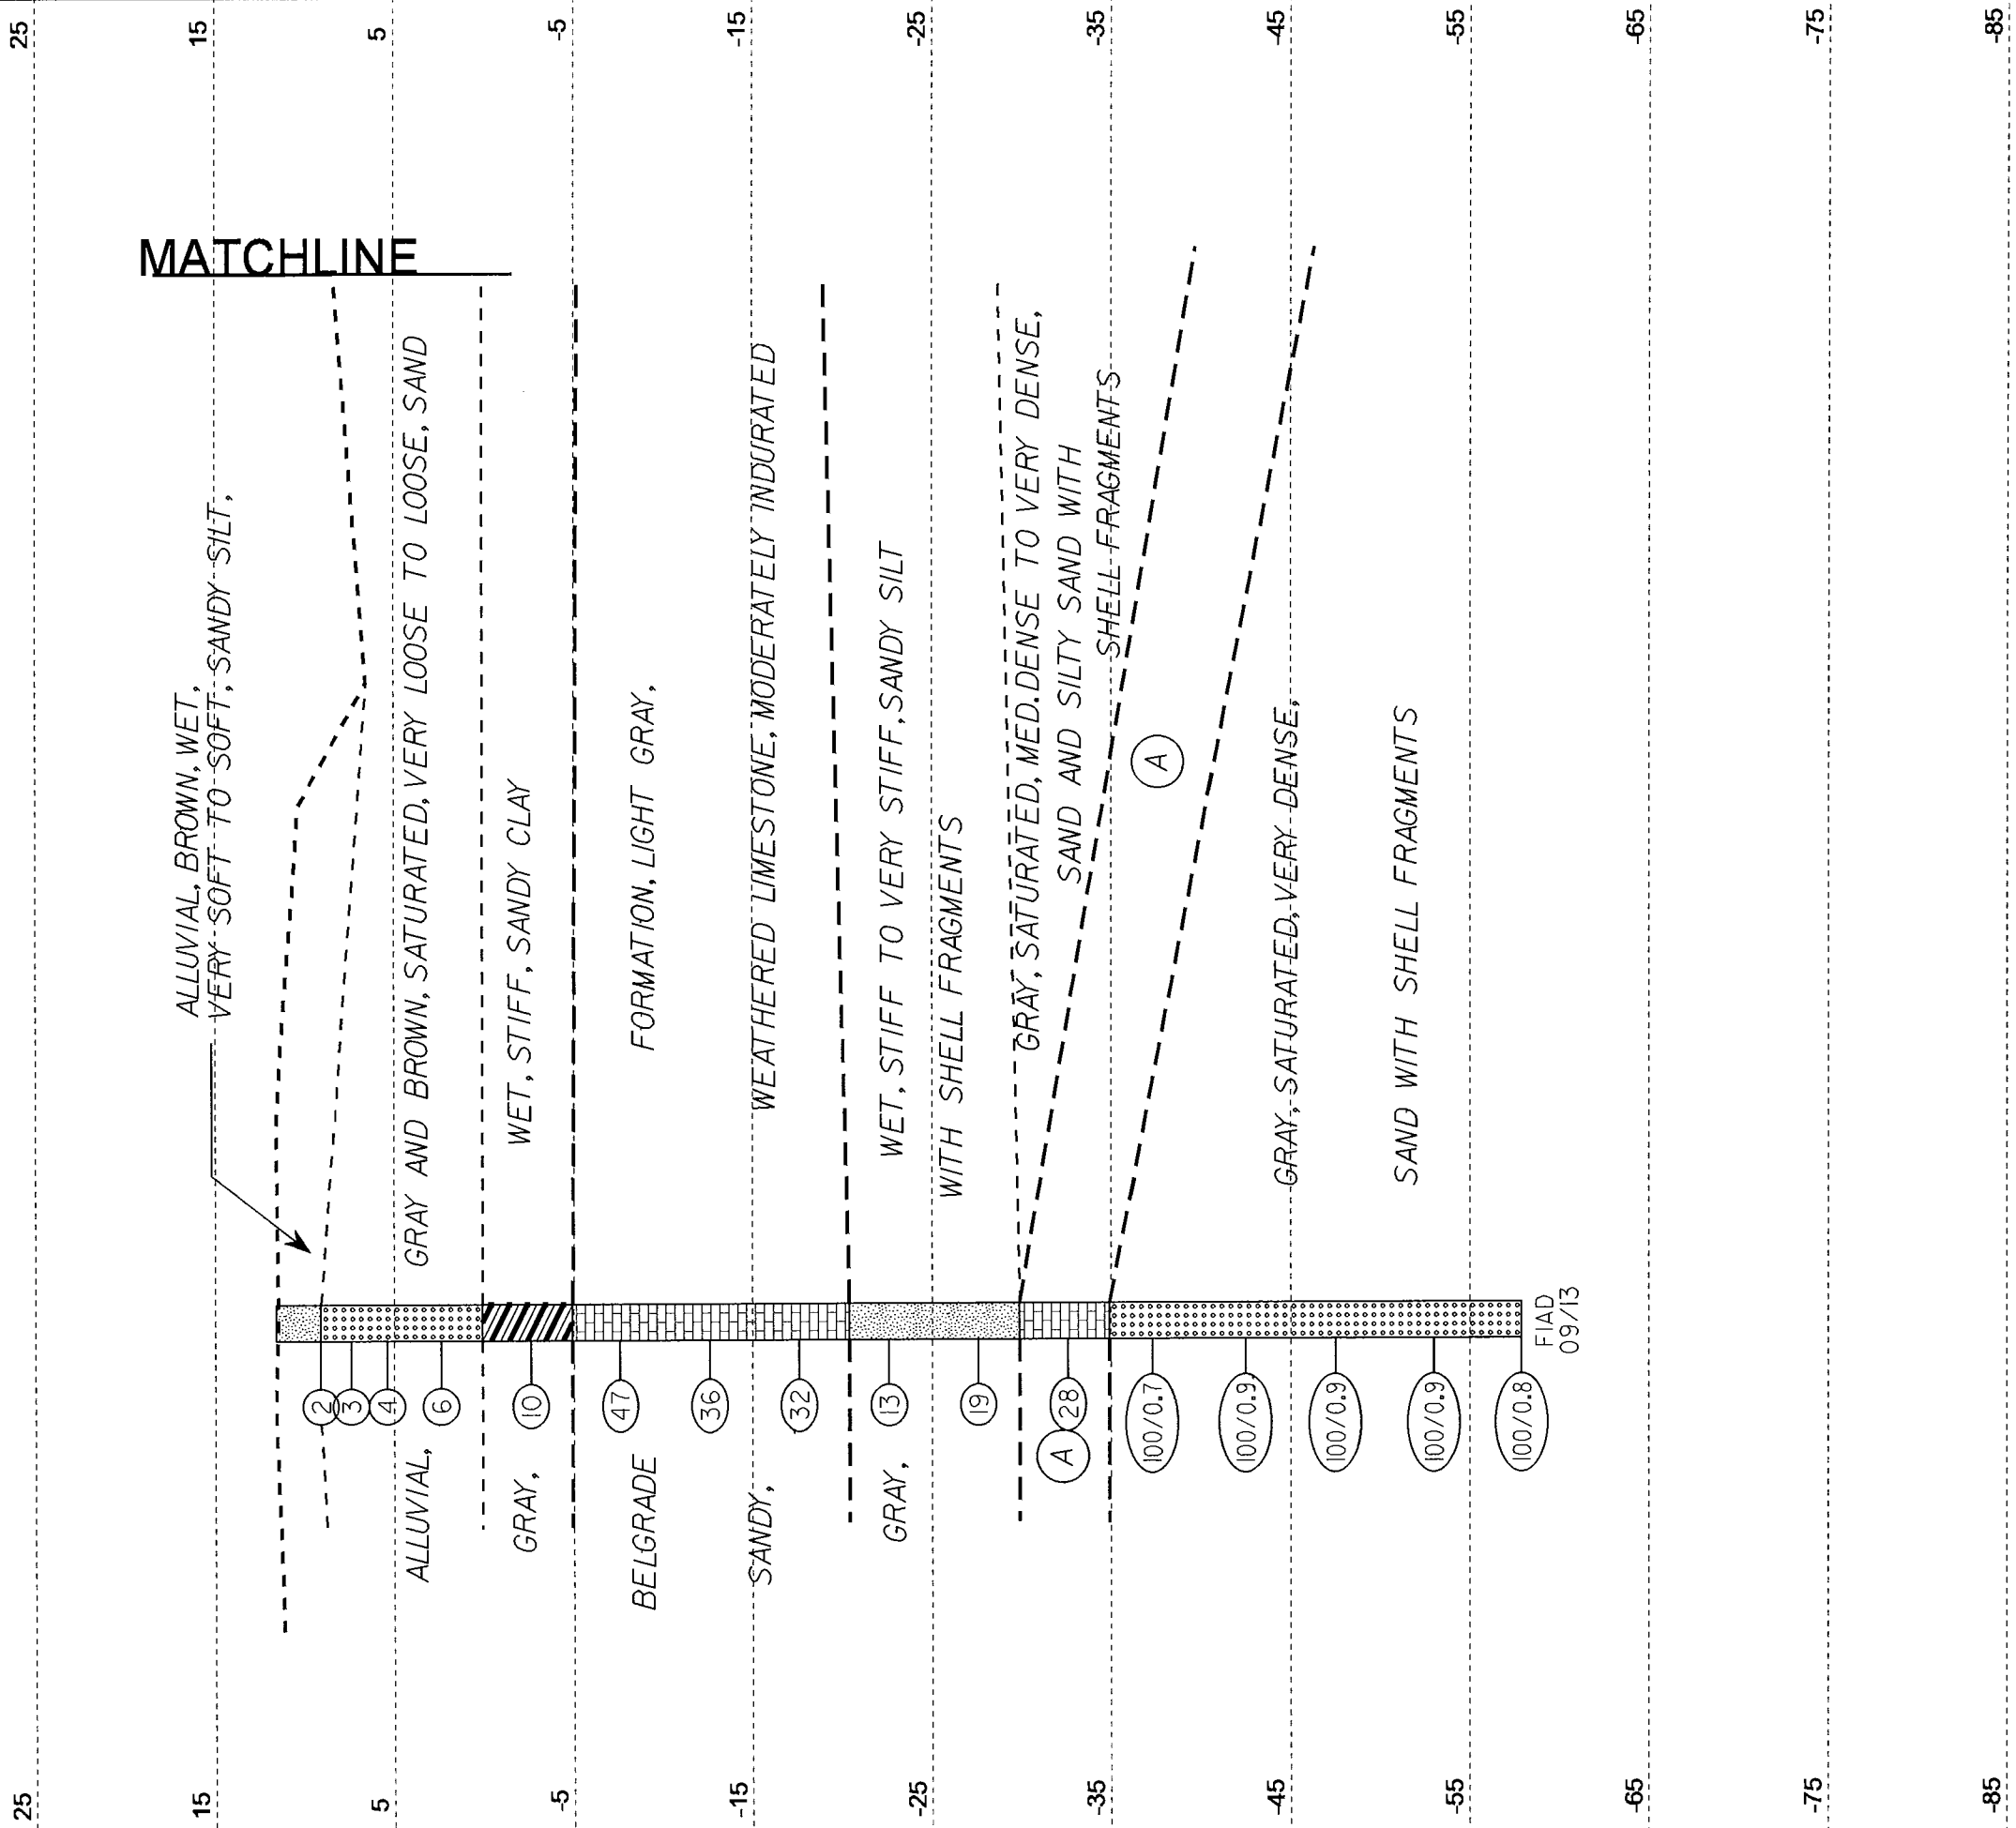 25
15
5
-5
-15
-25
-35
-45
-55
-65
-75
-85
MATCHLINE
ALLUVIAL, BROWN, WET,
VERY SOFT TO SOFT, SANDY SILT,
ALLUVIAL, GRAY AND BROWN, SATURATED, VERY LOOSE TO LOOSE, SAND
GRAY, WET, STIFF, SANDY CLAY
BELGRADE FORMATION, LIGHT GRAY,
SANDY, WEATHERED LIMESTONE, MODERATELY INDURATED
GRAY, WET, STIFF TO VERY STIFF, SANDY SILT
WITH SHELL FRAGMENTS
GRAY, SATURATED, MED. DENSE TO VERY DENSE,
SAND AND SILTY SAND WITH
SHELL FRAGMENTS
A
GRAY, SATURATED, VERY DENSE,
SAND WITH SHELL FRAGMENTS
2
3
4
6
10
47
36
32
13
19
A 28
100/0.7
100/0.9
100/0.9
100/0.9
100/0.8
FIAD
09/13
25
15
5
-5
-15
-25
-35
-45
-55
-65
-75
-85